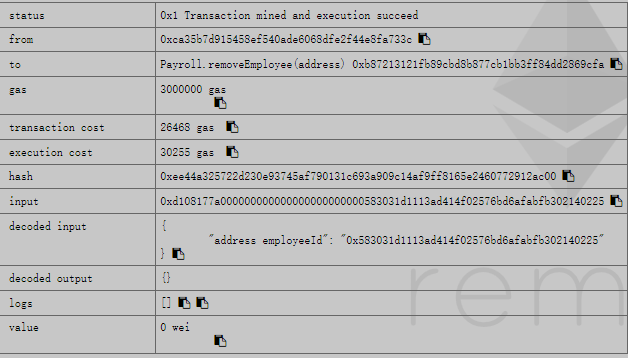 status 0x1 Transaction mined and execution succeed
from 0xca35b7d915458ef540ade6068dfe2f44e8fa733c
to Payroll.removeEmployee(address) 0xb87213121fb89cbd8b877cb1bb3ff84dd2869cfa
gas 3000000 gas
transaction cost 26468 gas
execution cost 30255 gas
hash 0xee44a325722d230e93745af790131c693a909c14af9ff8165e2460772912ac00
input 0xd108177a000000000000000000000000583031d1113ad414f02576bd6afabfb302140225
decoded input {
"address employeeId": "0x583031d1113ad414f02576bd6afabfb302140225"
}
decoded output {}
logs []
value 0 wei
rem